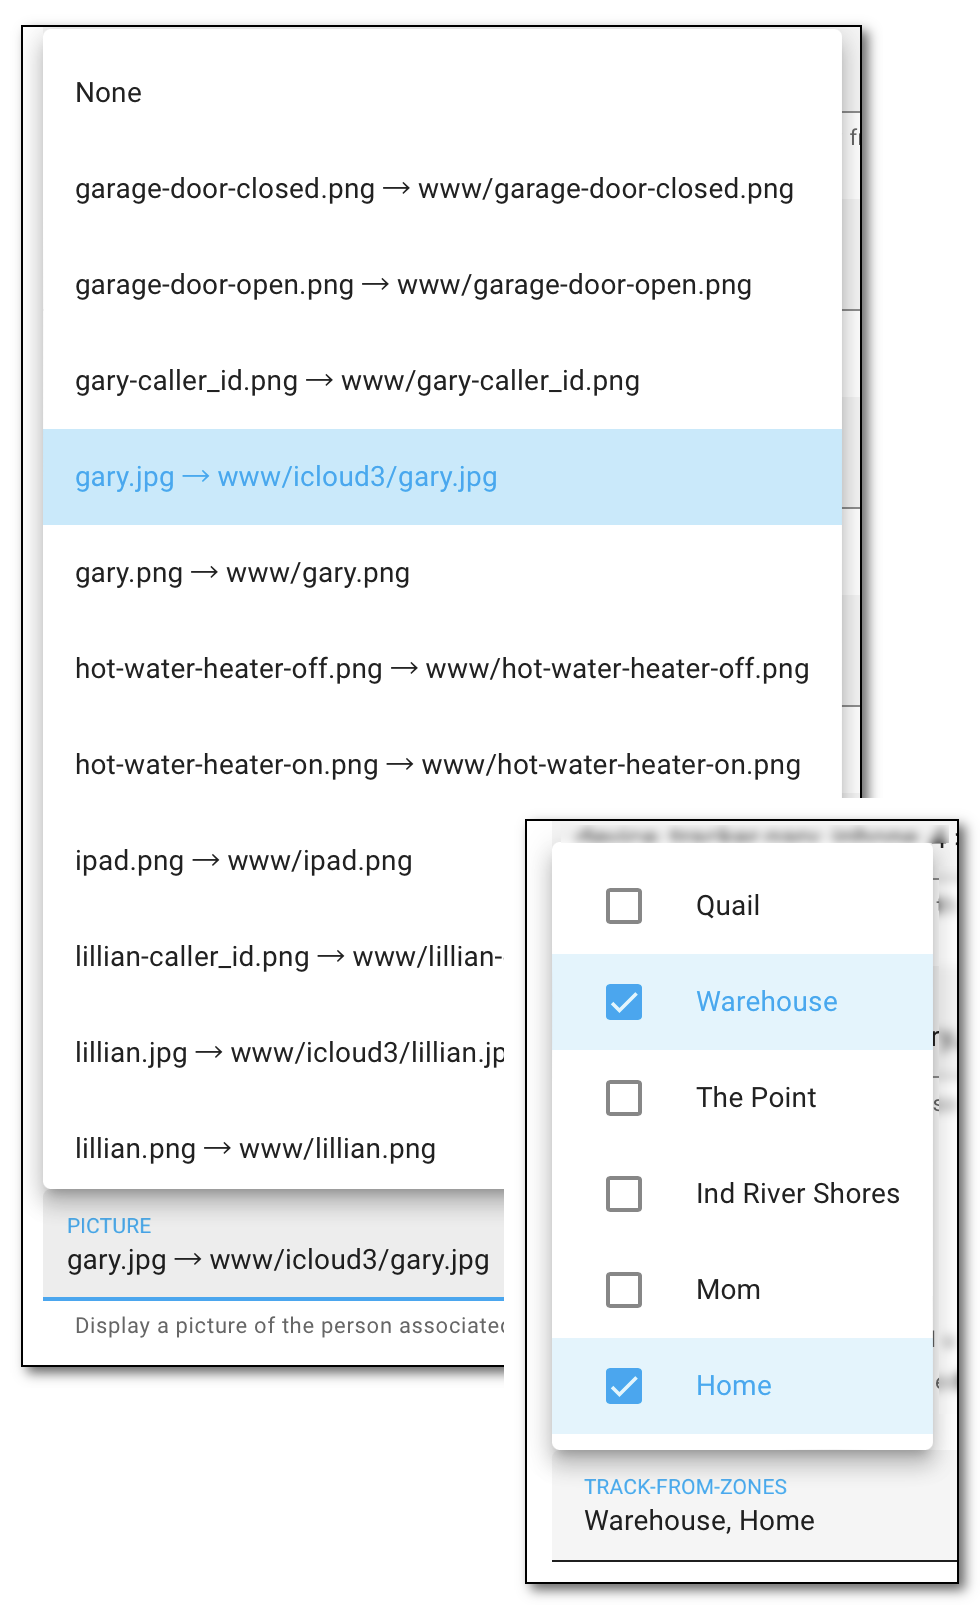 None
garage-door-closed.png → www/garage-door-closed.png
garage-door-open.png → www/garage-door-open.png
gary-caller_id.png → www/gary-caller_id.png
gary.jpg → www/icloud3/gary.jpg
gary.png → www/gary.png
hot-water-heater-off.png → www/hot-water-heater-off.png
hot-water-heater-on.png → www/hot-water-heater-on.png
ipad.png → www/ipad.png
lillian-caller_id.png → www/lillian-
lillian.jpg → www/icloud3/lillian.jp
lillian.png → www/lillian.png
PICTURE
gary.jpg → www/icloud3/gary.jpg
Display a picture of the person associated
Quail
Warehouse
The Point
Ind River Shores
Mom
Home
TRACK-FROM-ZONES
Warehouse, Home